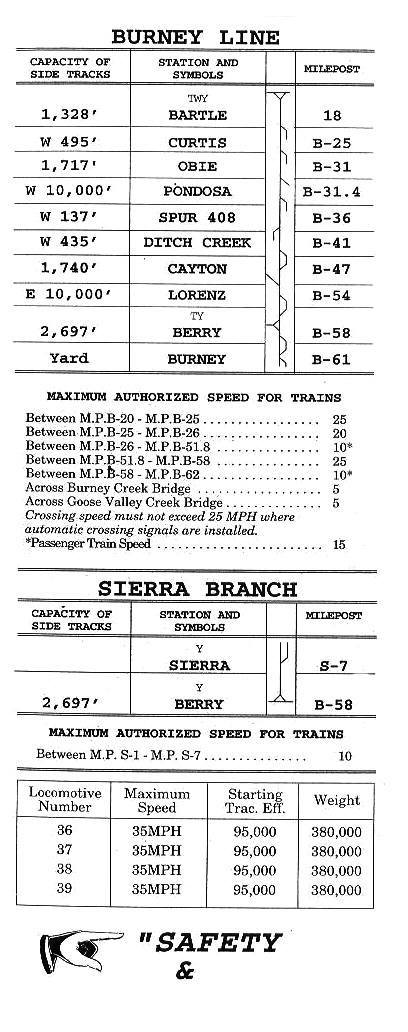 BURNEY LINE
CAPACITY OF SIDE TRACKS STATION AND SYMBOLS MILEPOST
TWY
1,328' BARTLE 18
W 495' CURTIS B-25
1,717' OBIE B-31
W 10,000' PONDOSA B-31.4
W 137' SPUR 408 B-36
W 435' DITCH CREEK B-41
1,740' CAYTON B-47
E 10,000' LORENZ B-54
TY
2,697' BERRY B-58
Yard BURNEY B-61
MAXIMUM AUTHORIZED SPEED FOR TRAINS
Between M.P.B-20 - M.P.B-25 ................. 25
Between M.P.B-25 - M.P.B-26 ................. 20
Between M.P.B-26 - M.P.B-51.8 ............... 10*
Between M.P.B-51.8 - M.P.B-58 ............... 25
Between M.P.B-58 - M.P.B-62 ................. 10*
Across Burney Creek Bridge .................. 5
Across Goose Valley Creek Bridge .............. 5
Crossing speed must not exceed 25 MPH where
automatic crossing signals are installed.
*Passenger Train Speed ........................ 15
SIERRA BRANCH
CAPACITY OF SIDE TRACKS STATION AND SYMBOLS MILEPOST
Y
SIERRA S-7
Y
2,697' BERRY B-58
MAXIMUM AUTHORIZED SPEED FOR TRAINS
Between M.P. S-1 - M.P. S-7 ............... 10
Locomotive Number Maximum Speed Starting Trac. Eff. Weight
36 35MPH 95,000 380,000
37 35MPH 95,000 380,000
38 35MPH 95,000 380,000
39 35MPH 95,000 380,000
"SAFETY
&